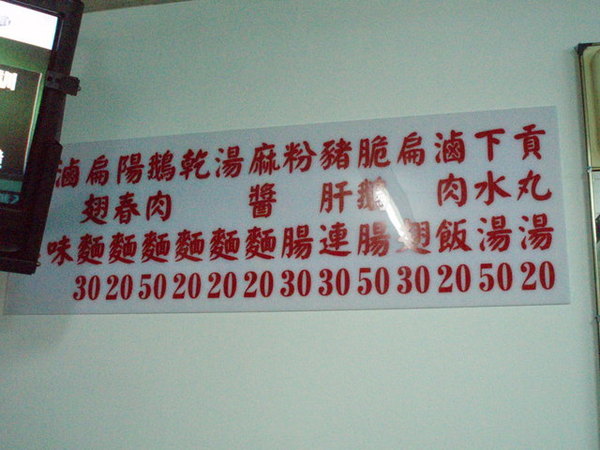 貢丸湯 20
下水湯 50
滷肉飯 20
扁翅 30
脆鵝腸 50
豬肝連 30
粉腸 30
麻醬麵 20
湯麵 20
乾麵 20
鵝肉麵 50
陽春麵 20
扁翅麵 30
滷味